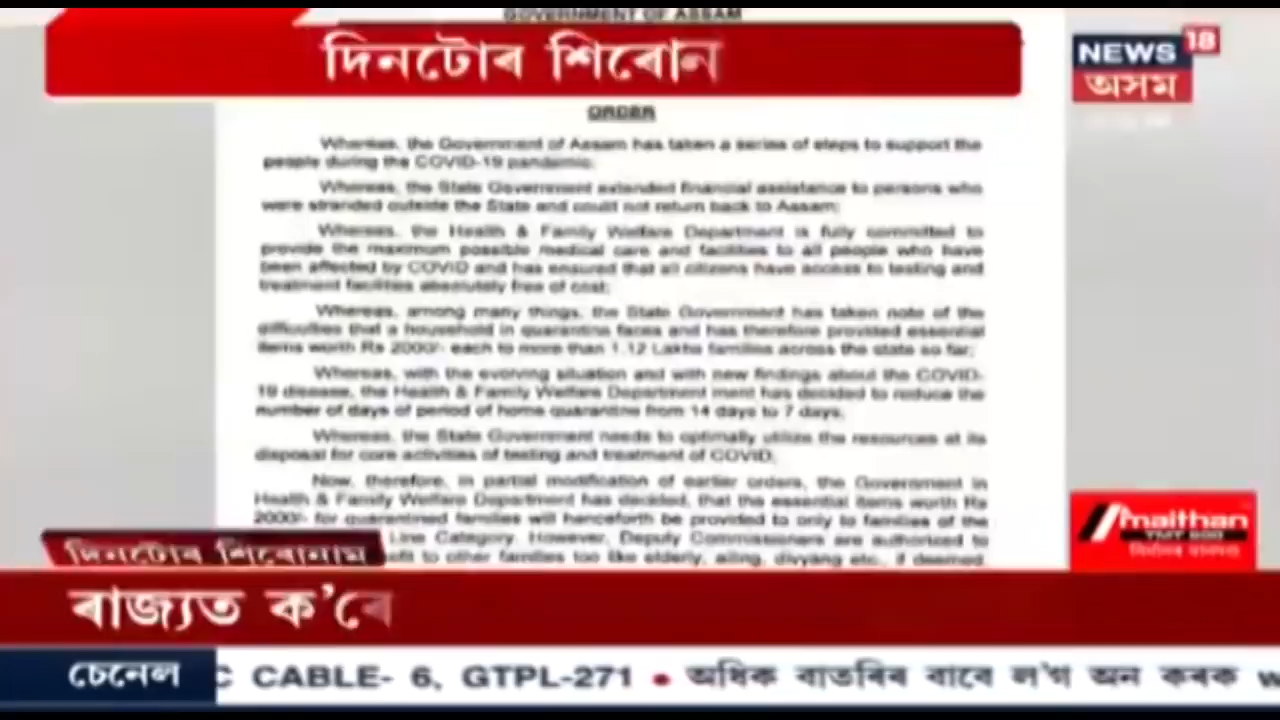 GOVERNMENT OF ASSAM
দিনটোৰ শিৰোন
NEWS 18
অসম
ORDER
Whereas, the Government of Assam has taken a series of steps to support the
people during the COVID-19 pandemic;
Whereas, the State Government extended financial assistance to persons who
were stranded outside the State and could not return back to Assam;
Whereas, the Health & Family Welfare Department is fully committed to
provide the maximum possible medical care and facilities to all people who have
been affected by COVID and has ensured that all citizens have access to testing and
treatment facilities absolutely free of cost;
Whereas, among many things, the State Government has taken note of the
difficulties that a household in quarantine faces and has therefore provided essential
items worth Rs 2000/- each to more than 1.12 Lakhs families across the state so far;
Whereas, with the evolving situation and with new findings about the COVID-
19 disease, the Health & Family Welfare Department ment has decided to reduce the
number of days of period of home quarantine from 14 days to 7 days,
Whereas, the State Government needs to optimally utilize the resources at its
disposal for core activities of testing and treatment of COVID;
Now, therefore, in partial modification of earlier orders, the Government in
Health & Family Welfare Department has decided, that the essential items worth Rs
2000/- for quarantined families will henceforth be provided to only to families of the
Line Category. However, Deputy Commissioners are authorized to
to other families too like elderly, ailing, divyang etc., if deemed
maithan
TMT 600
দিনটোৰ শিৰোনাম
ৰাজ্যত ক'ৰে
চেনেল
C CABLE- 6, GTPL-271 • অধিক বাতৰিৰ বাবে ল'গ অন কৰক w